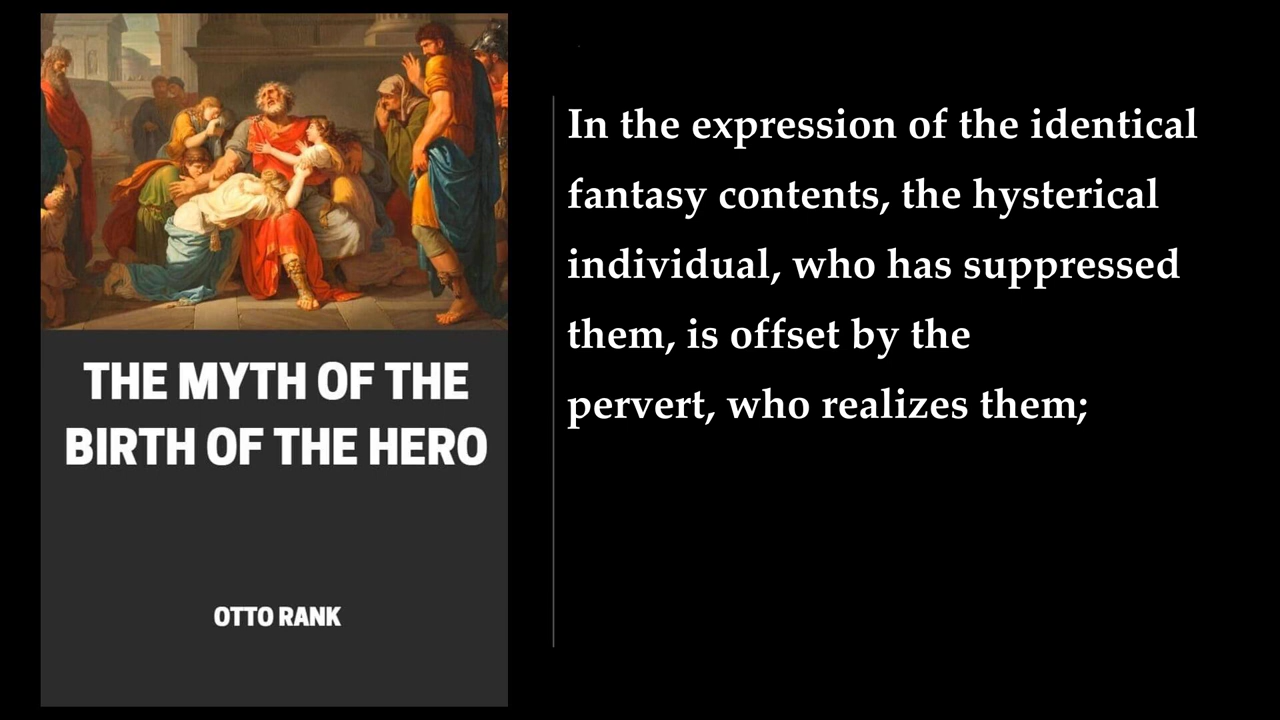 THE MYTH OF THE
BIRTH OF THE HERO
OTTO RANK
In the expression of the identical
fantasy contents, the hysterical
individual, who has suppressed
them, is offset by the
pervert, who realizes them;